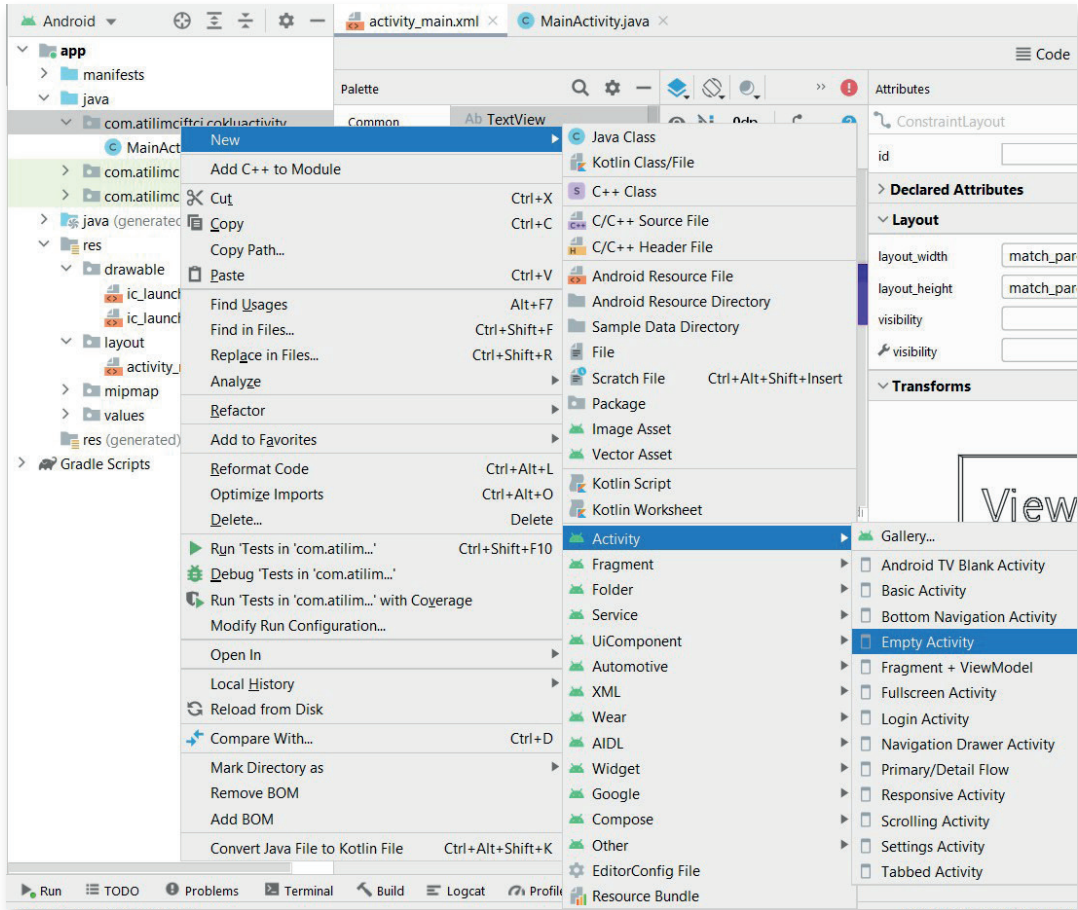 Android
activity_main.xml
MainActivity.java
app
manifests
java
com.atilimciftci.cokluactivity
MainAct
com.atilimc
com.atilimc
java (generated
res
drawable
ic_launch
ic_launch
layout
activity_
mipmap
values
res (generated)
Gradle Scripts
New
Add C++ to Module
Cut Ctrl+X
Copy Ctrl+C
Copy Path...
Paste Ctrl+V
Find Usages Alt+F7
Find in Files... Ctrl+Shift+F
Replace in Files... Ctrl+Shift+R
Analyze
Refactor
Add to Favorites
Reformat Code Ctrl+Alt+L
Optimize Imports Ctrl+Alt+O
Delete... Delete
Run 'Tests in 'com.atilim...' Ctrl+Shift+F10
Debug 'Tests in 'com.atilim...'
Run 'Tests in 'com.atilim...' with Coverage
Modify Run Configuration...
Open In
Local History
Reload from Disk
Compare With... Ctrl+D
Mark Directory as
Remove BOM
Add BOM
Convert Java File to Kotlin File Ctrl+Alt+Shift+K
Palette
Common
Ab TextView
0dp
Java Class
Kotlin Class/File
S C++ Class
C/C++ Source File
C/C++ Header File
Android Resource File
Android Resource Directory
Sample Data Directory
File
Scratch File Ctrl+Alt+Shift+Insert
Package
Image Asset
Vector Asset
Kotlin Script
Kotlin Worksheet
Activity
Fragment
Folder
Service
UiComponent
Automotive
XML
Wear
AIDL
Widget
Google
Compose
Other
EditorConfig File
Resource Bundle
Gallery...
Android TV Blank Activity
Basic Activity
Bottom Navigation Activity
Empty Activity
Fragment + ViewModel
Fullscreen Activity
Login Activity
Navigation Drawer Activity
Primary/Detail Flow
Responsive Activity
Scrolling Activity
Settings Activity
Tabbed Activity
Code
Attributes
ConstraintLayout
id
Declared Attributes
Layout
layout_width match_par
layout_height match_par
visibility
visibility
Transforms
View
Run TODO Problems Terminal Build Logcat Profile